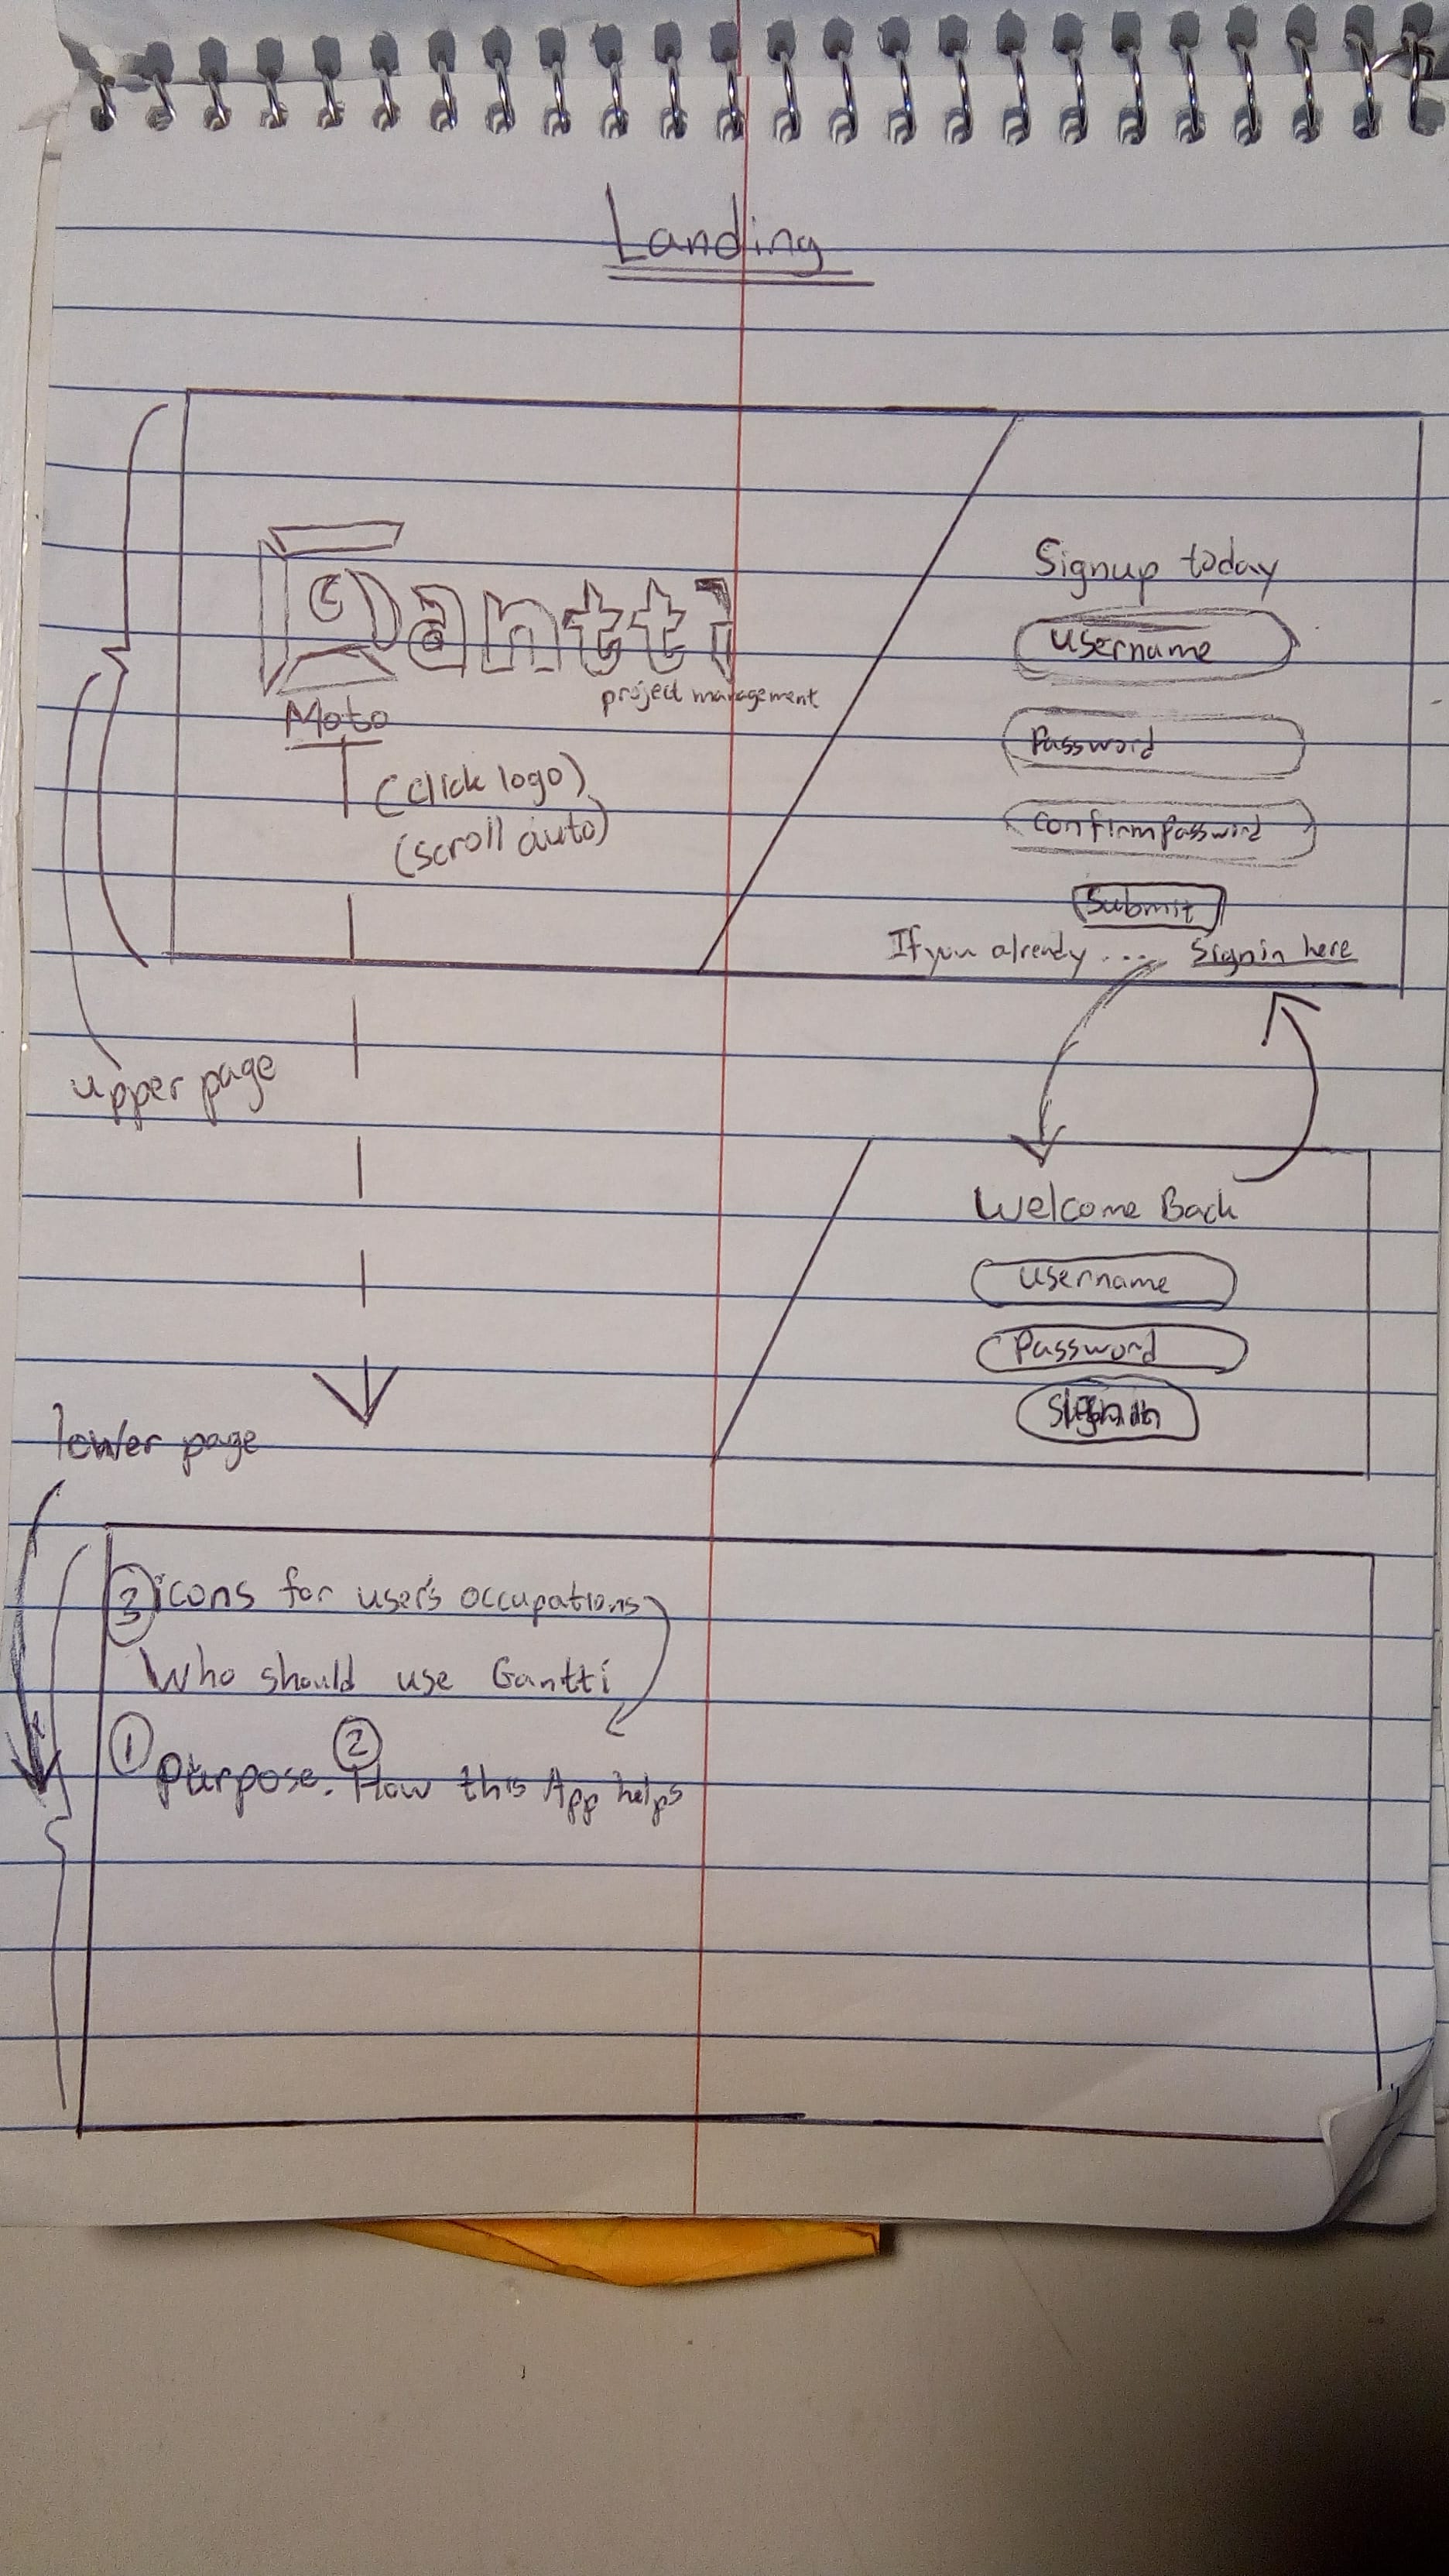 Landing
Gantti
project management
Moto
(click logo)
(scroll auto)
Signup today
username
Password
confirm Password
Submit
If you already .... Signin here
upper page
Welcome Back
username
Password
lower page
3 icons for user's occupations
Who should use Gantti
1 Purpose. 2 How this App helps